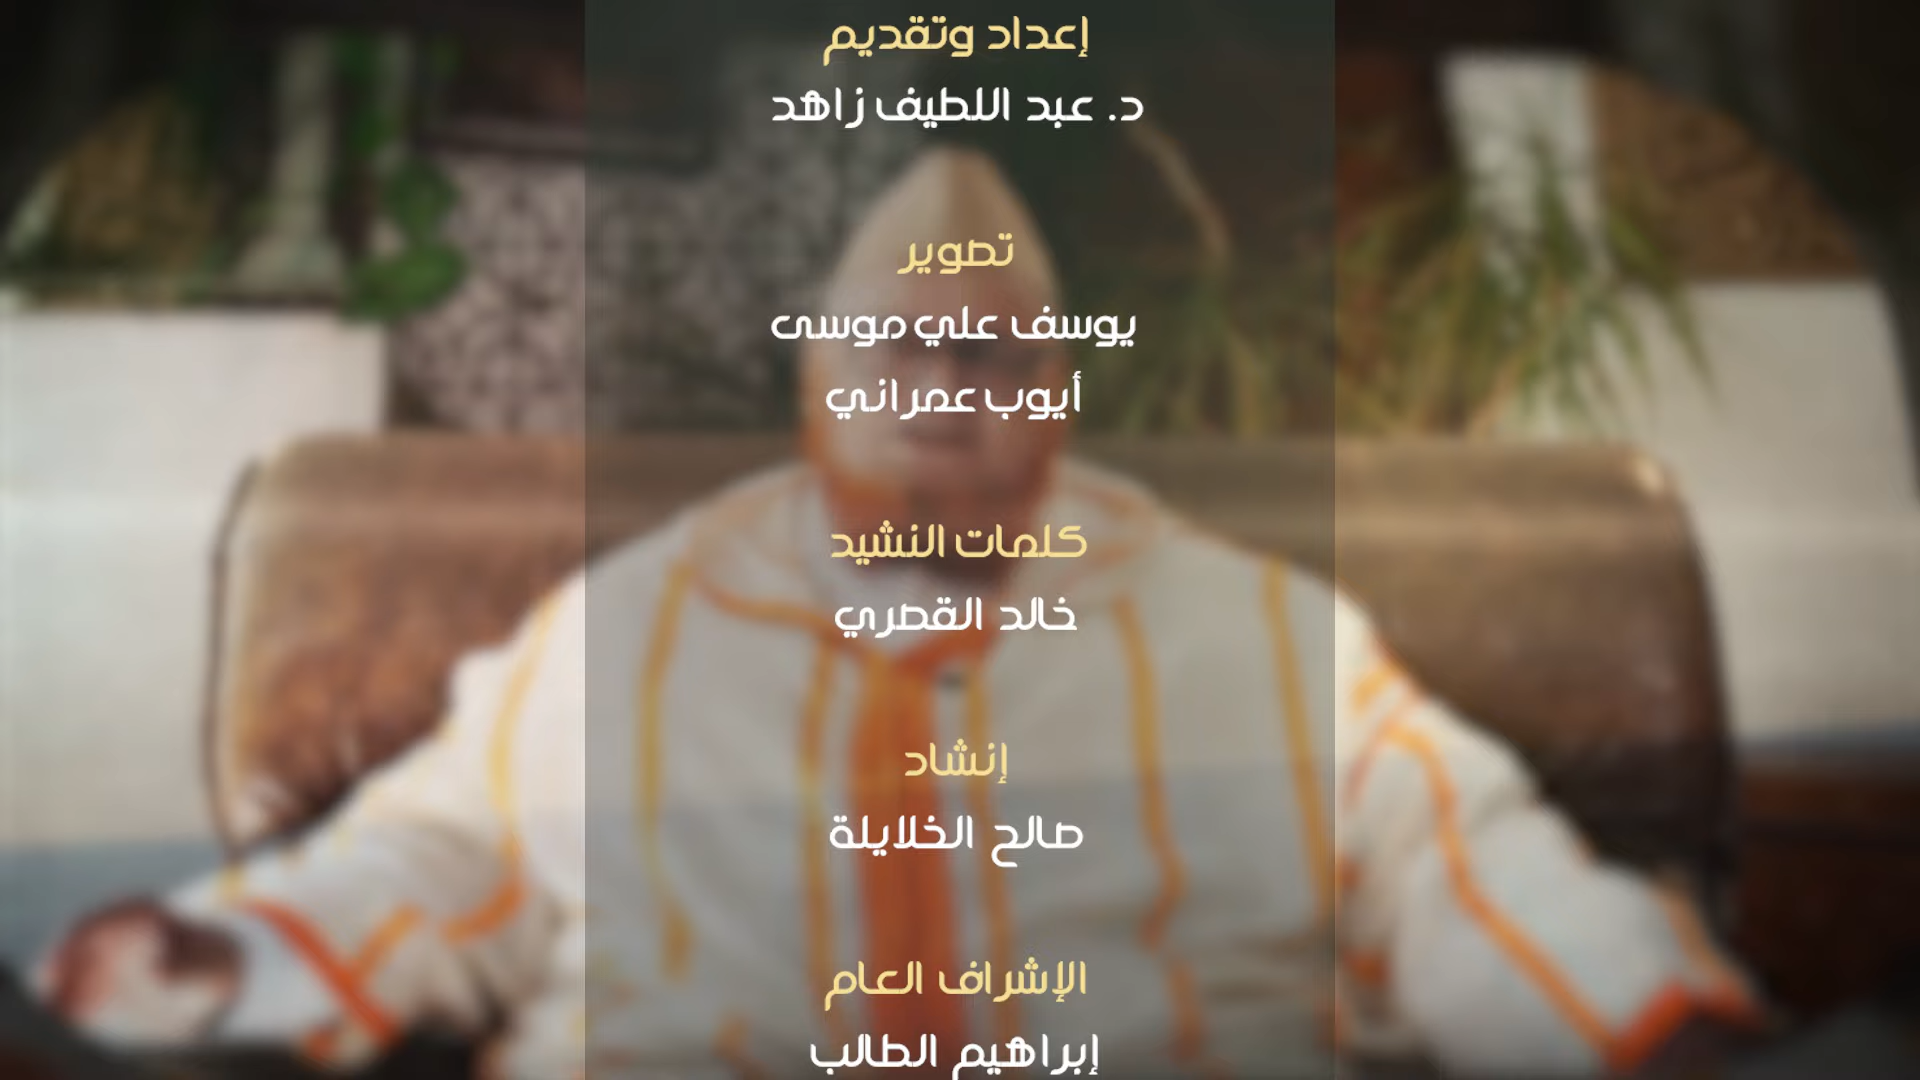 إعداد وتقديم
د. عبد اللطيف زاهد
تصوير
يوسف علي موسى
أيوب عمراني
كلمات النشيد
خالد القصري
إنشاد
صالح الخلايلة
الإشراف العام
إبراهيم الطالب